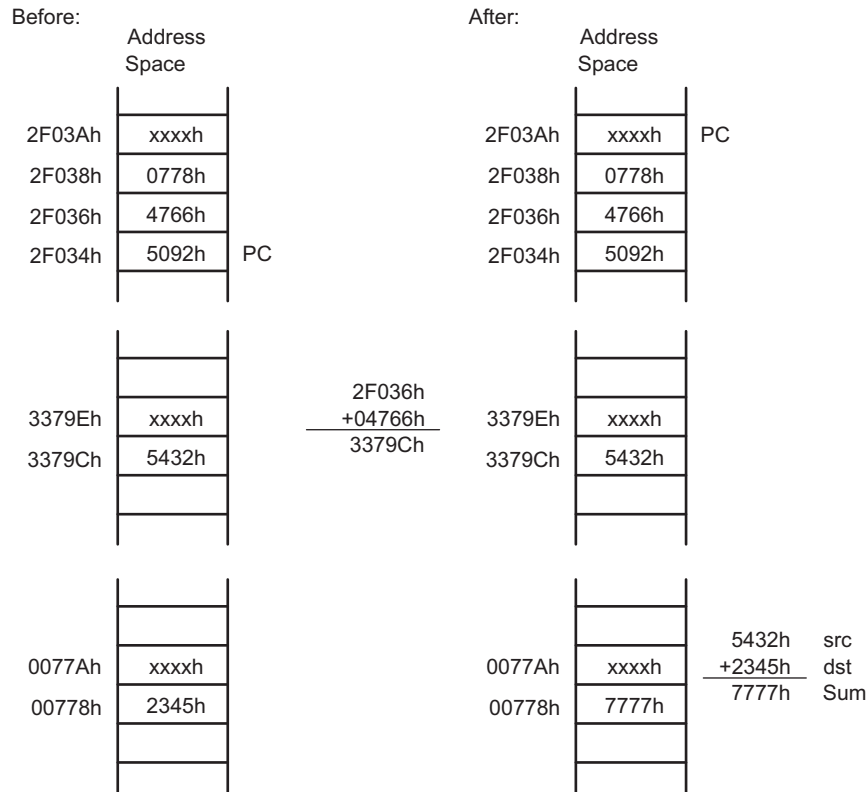 Before:
Address
Space
2F03Ah xxxxh
2F038h 0778h
2F036h 4766h
2F034h 5092h PC
3379Eh xxxxh
3379Ch 5432h
0077Ah xxxxh
00778h 2345h
2F036h
+04766h
3379Ch
After:
Address
Space
2F03Ah xxxxh PC
2F038h 0778h
2F036h 4766h
2F034h 5092h
3379Eh xxxxh
3379Ch 5432h
0077Ah xxxxh
00778h 7777h
5432h src
+2345h dst
7777h Sum